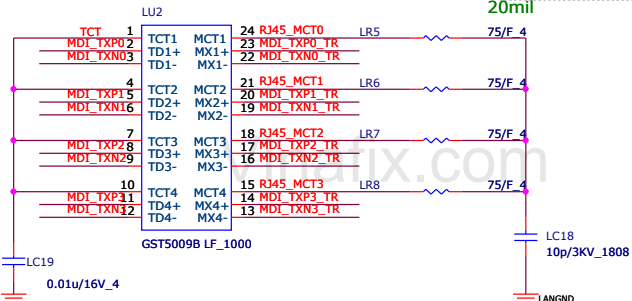 20mil
LU2
TCT 1 TCT1 MCT1 24 RJ45_MCT0 LR5 75/F_4
MDI_TXP0 2 TD1+ MX1+ 23 MDI_TXP0_TR
MDI_TXN0 3 TD1- MX1- 22 MDI_TXN0_TR
4 TCT2 MCT2 21 RJ45_MCT1 LR6 75/F_4
MDI_TXP1 5 TD2+ MX2+ 20 MDI_TXP1_TR
MDI_TXN1 6 TD2- MX2- 19 MDI_TXN1_TR
7 TCT3 MCT3 18 RJ45_MCT2 LR7 75/F_4
MDI_TXP2 8 TD3+ MX3+ 17 MDI_TXP2_TR
MDI_TXN2 9 TD3- MX3- 16 MDI_TXN2_TR
vinafix.com
10 TCT4 MCT4 15 RJ45_MCT3 LR8 75/F_4
MDI_TXP3 11 TD4+ MX4+ 14 MDI_TXP3_TR
MDI_TXN3 12 TD4- MX4- 13 MDI_TXN3_TR
GST5009B LF_1000
LC18
10p/3KV_1808
LC19
0.01u/16V_4
LANGND